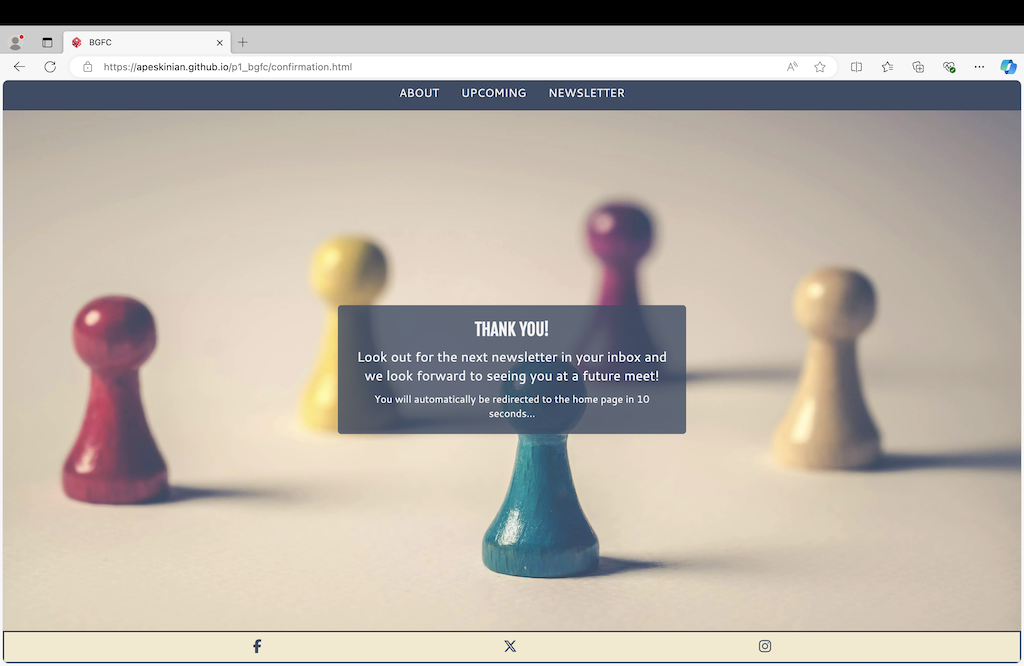 BGFC
https://apeskinian.github.io/p1_bgfc/confirmation.html
ABOUT UPCOMING NEWSLETTER
THANK YOU!
Look out for the next newsletter in your inbox and
we look forward to seeing you at a future meet!
You will automatically be redirected to the home page in 10
seconds...